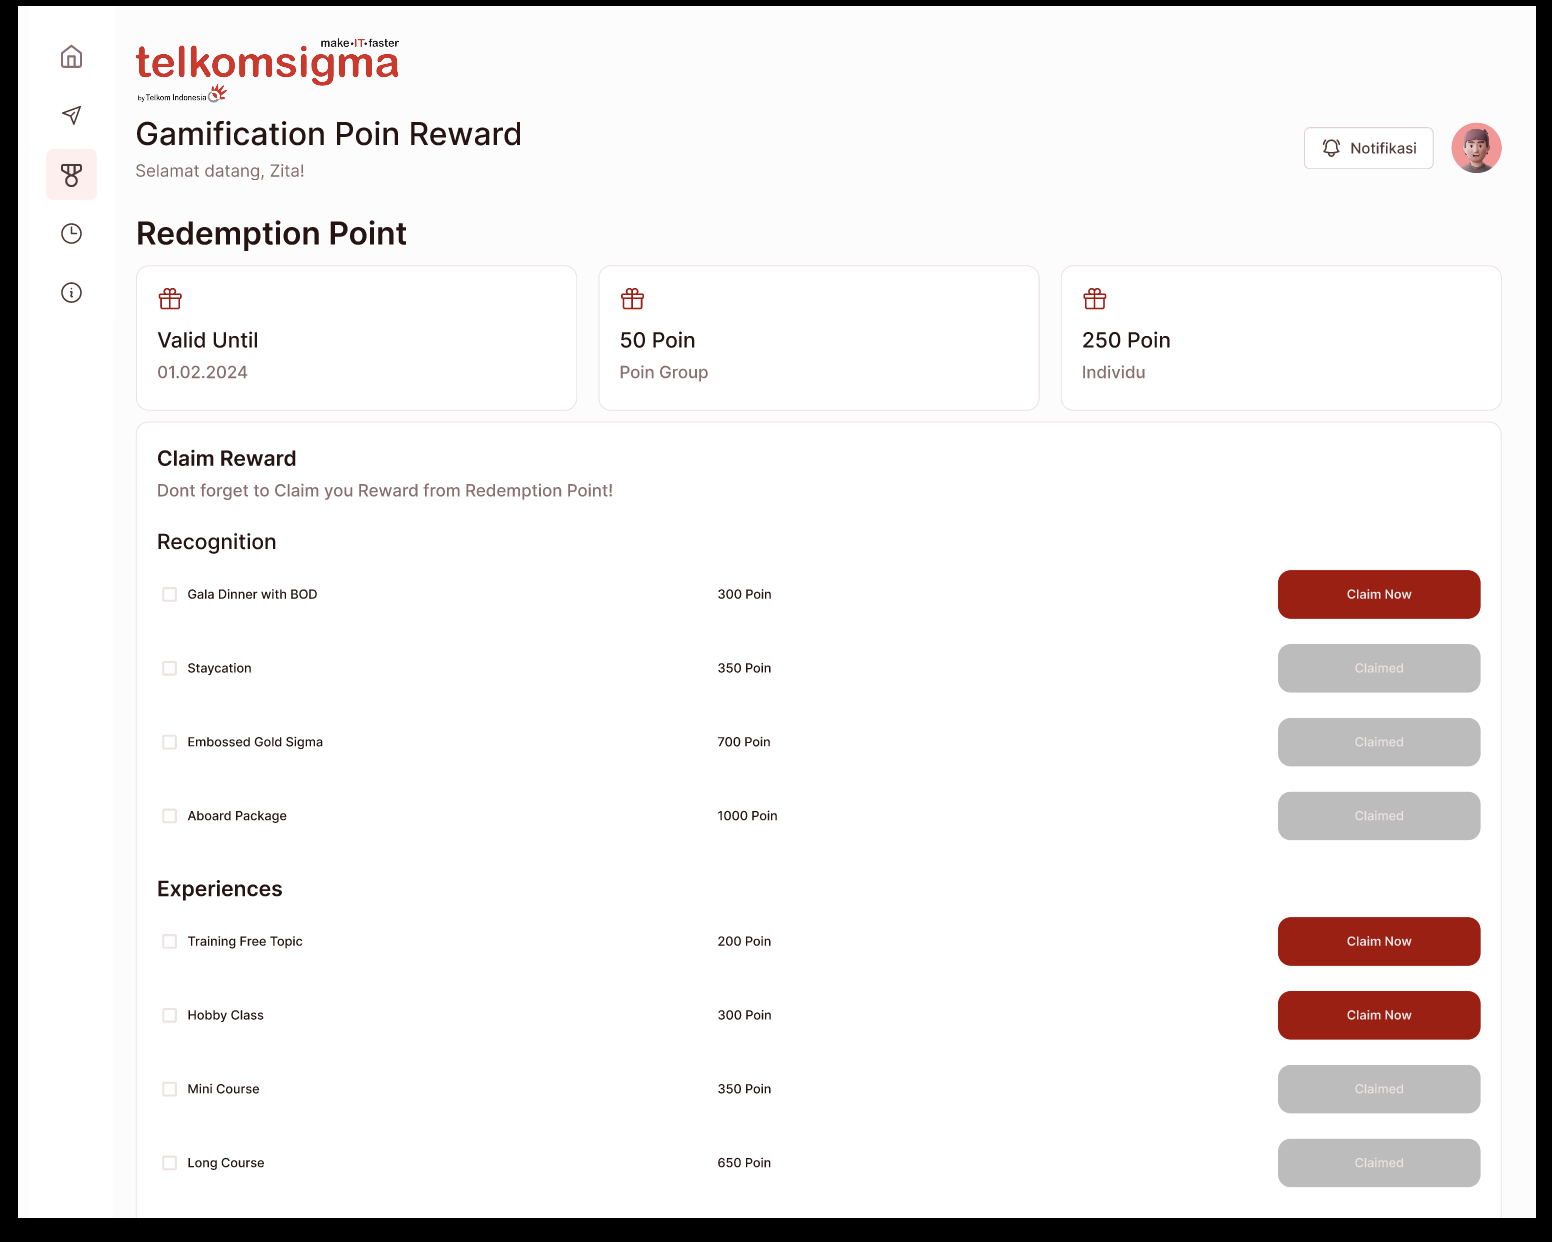 make•IT•faster
telkomsigma
by Telkom Indonesia
Gamification Poin Reward
Selamat datang, Zita!
Notifikasi
Redemption Point
Valid Until
01.02.2024
50 Poin
Poin Group
250 Poin
Individu
Claim Reward
Dont forget to Claim you Reward from Redemption Point!
Recognition
Gala Dinner with BOD 300 Poin Claim Now
Staycation 350 Poin Claimed
Embossed Gold Sigma 700 Poin Claimed
Aboard Package 1000 Poin Claimed
Experiences
Training Free Topic 200 Poin Claim Now
Hobby Class 300 Poin Claim Now
Mini Course 350 Poin Claimed
Long Course 650 Poin Claimed